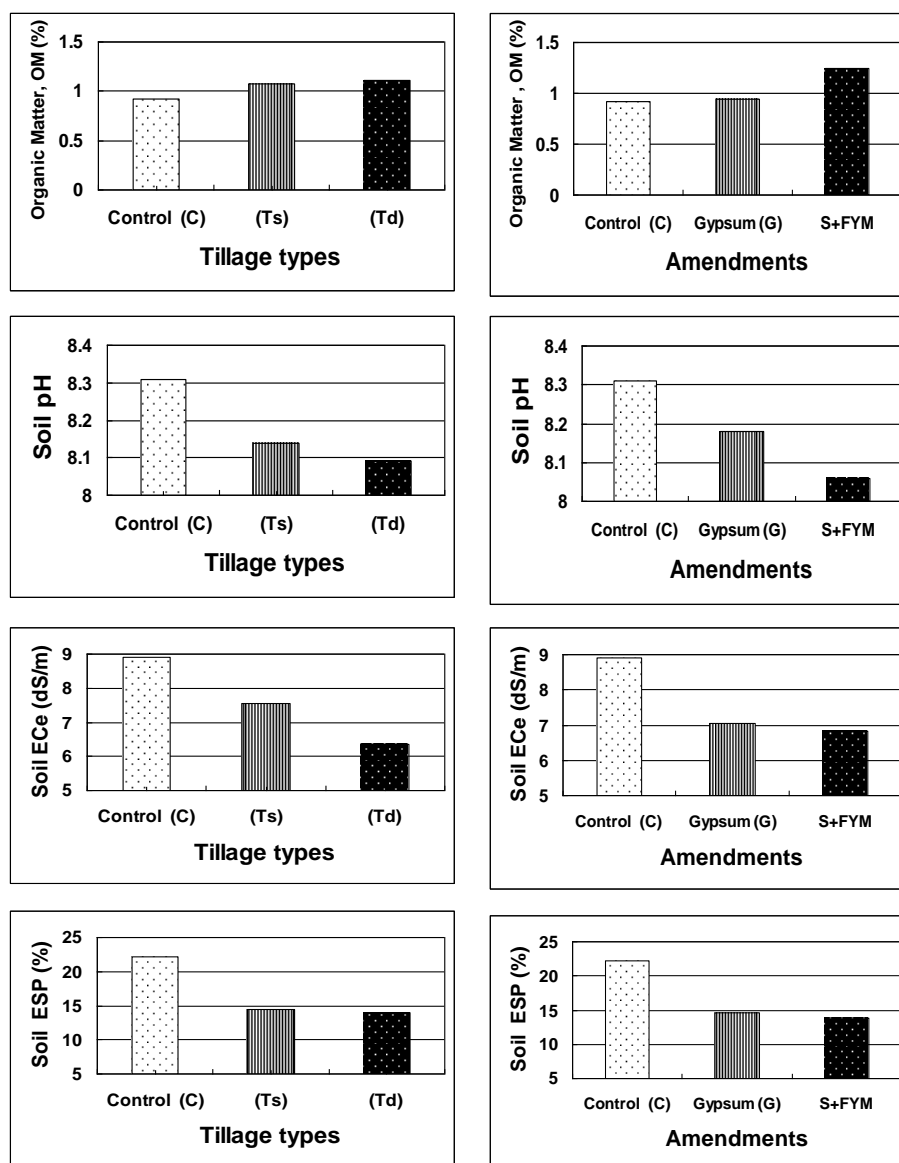 Organic Matter, OM (%)
1.5
1
0.5
0
Control (C) (Ts) (Td)
Tillage types
Organic Matter , OM (%)
1.5
1
0.5
0
Control (C) Gypsum (G) S+FYM
Amendments
Soil pH
8.4
8.3
8.2
8.1
8
Control (C) (Ts) (Td)
Tillage types
Soil pH
8.4
8.3
8.2
8.1
8
Control (C) Gypsum (G) S+FYM
Amendments
Soil ECe (dS/m)
9
8
7
6
5
Control (C) (Ts) (Td)
Tillage types
Soil ECe (dS/m)
9
8
7
6
5
Control (C) Gypsum (G) S+FYM
Amendments
Soil ESP (%)
25
20
15
10
5
Control (C) (Ts) (Td)
Tillage types
Soil ESP (%)
25
20
15
10
5
Control (C) Gypsum (G) S+FYM
Amendments